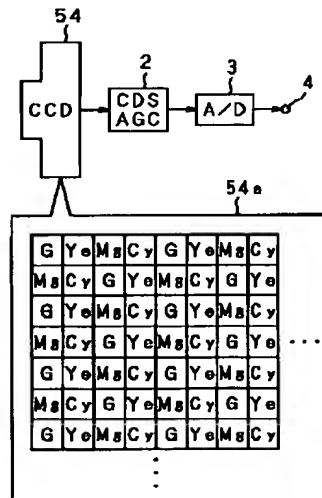 54
CCD
2
CDS
AGC
3
A/D
4
54a
G Ye Mg Cy G Ye Mg Cy
Mg Cy G Ye Mg Cy G Ye
G Ye Mg Cy G Ye Mg Cy
Mg Cy G Ye Mg Cy G Ye
G Ye Mg Cy G Ye Mg Cy
Mg Cy G Ye Mg Cy G Ye
G Ye Mg Cy G Ye Mg Cy